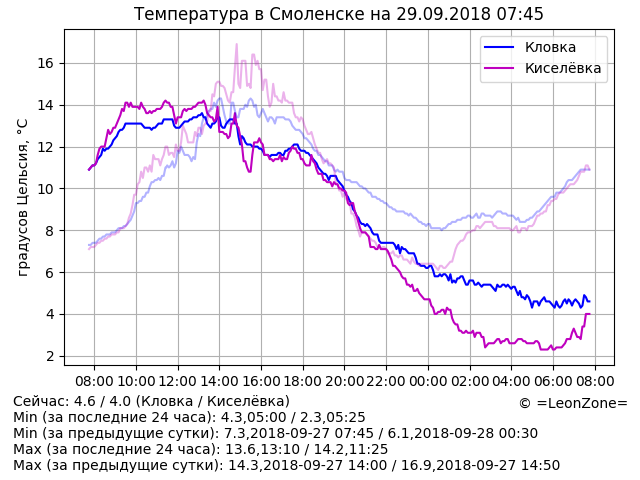 Температура в Смоленске на 29.09.2018 07:45
Кловка
Киселёвка
градусов Цельсия, °C
16
14
12
10
8
6
4
2
08:00 10:00 12:00 14:00 16:00 18:00 20:00 22:00 00:00 02:00 04:00 06:00 08:00
Сейчас: 4.6 / 4.0 (Кловка / Киселёвка)
© =LeonZone=
Min (за последние 24 часа): 4.3,05:00 / 2.3,05:25
Min (за предыдущие сутки): 7.3,2018-09-27 07:45 / 6.1,2018-09-28 00:30
Max (за последние 24 часа): 13.6,13:10 / 14.2,11:25
Max (за предыдущие сутки): 14.3,2018-09-27 14:00 / 16.9,2018-09-27 14:50